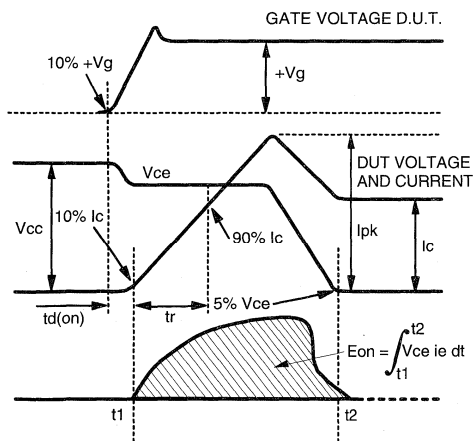 GATE VOLTAGE D.U.T.
10% +Vg
+Vg
Vce
DUT VOLTAGE
AND CURRENT
10% Ic
Vcc
90% Ic
Ipk
Ic
td(on)
tr
5% Vce
Eon = ∫ t2 t1 Vce ie dt
t1
t2